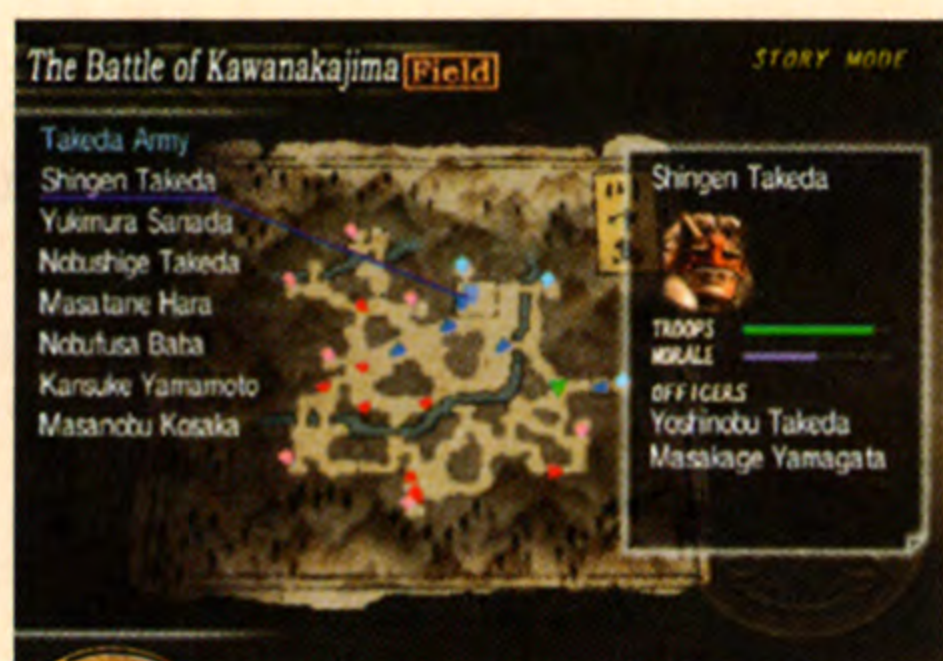 The Battle of Kawanakajima Field
STORY MODE
Takeda Army
Shingen Takeda
Yukimura Sanada
Nobushige Takeda
Masatane Hara
Nobufusa Baba
Kansuke Yamamoto
Masanobu Kosaka
Shingen Takeda
TROOPS
MORALE
OFFICERS
Yoshinobu Takeda
Masakage Yamagata